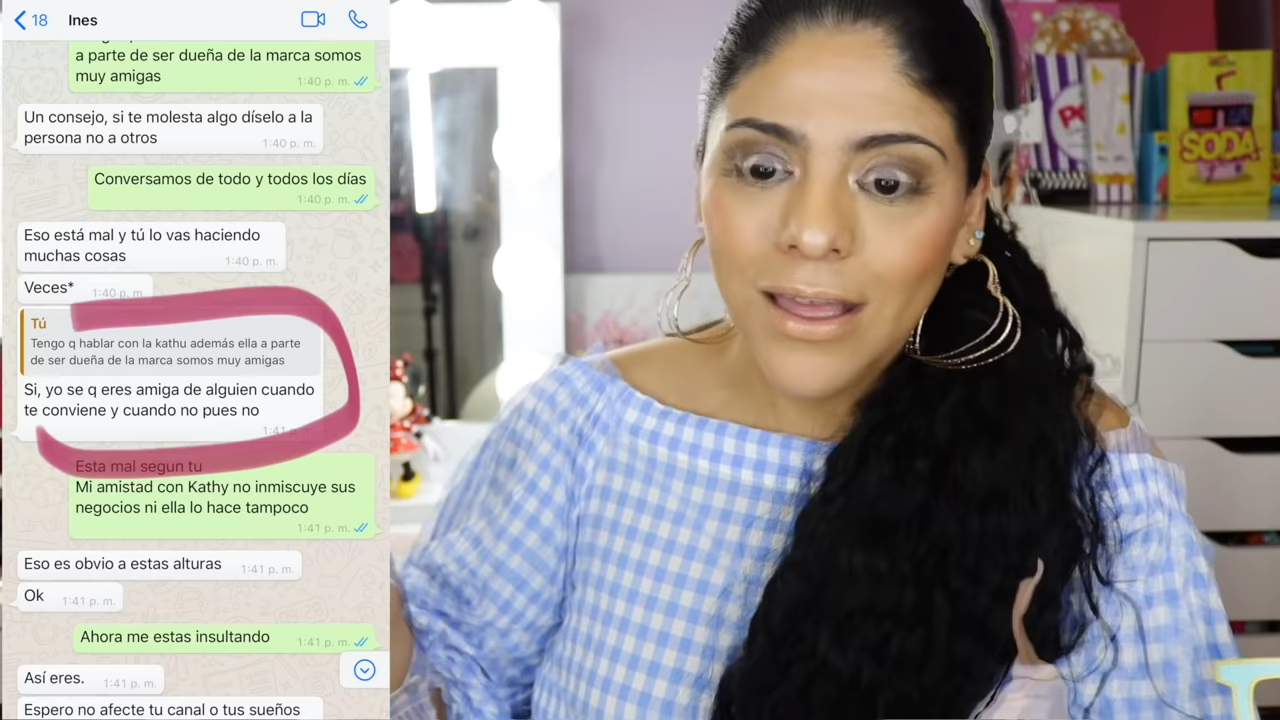 18
Ines
a parte de ser dueña de la marca somos
muy amigas
1:40 p. m.
Un consejo, si te molesta algo díselo a la
persona no a otros
1:40 p. m.
Conversamos de todo y todos los días
1:40 p. m.
Eso está mal y tú lo vas haciendo
muchas cosas
1:40 p. m.
Veces*
1:40 p. m.
Tú
Tengo q hablar con la kathu además ella a parte
de ser dueña de la marca somos muy amigas
Si, yo se q eres amiga de alguien cuando
te conviene y cuando no pues no
1:41
Esta mal segun tu
Mi amistad con Kathy no inmiscuye sus
negocios ni ella lo hace tampoco
1:41 p. m.
Eso es obvio a estas alturas
1:41 p. m.
Ok
1:41 p. m.
Ahora me estas insultando
1:41 p. m.
Así eres.
1:41 p. m.
Espero no afecte tu canal o tus sueños
SODA